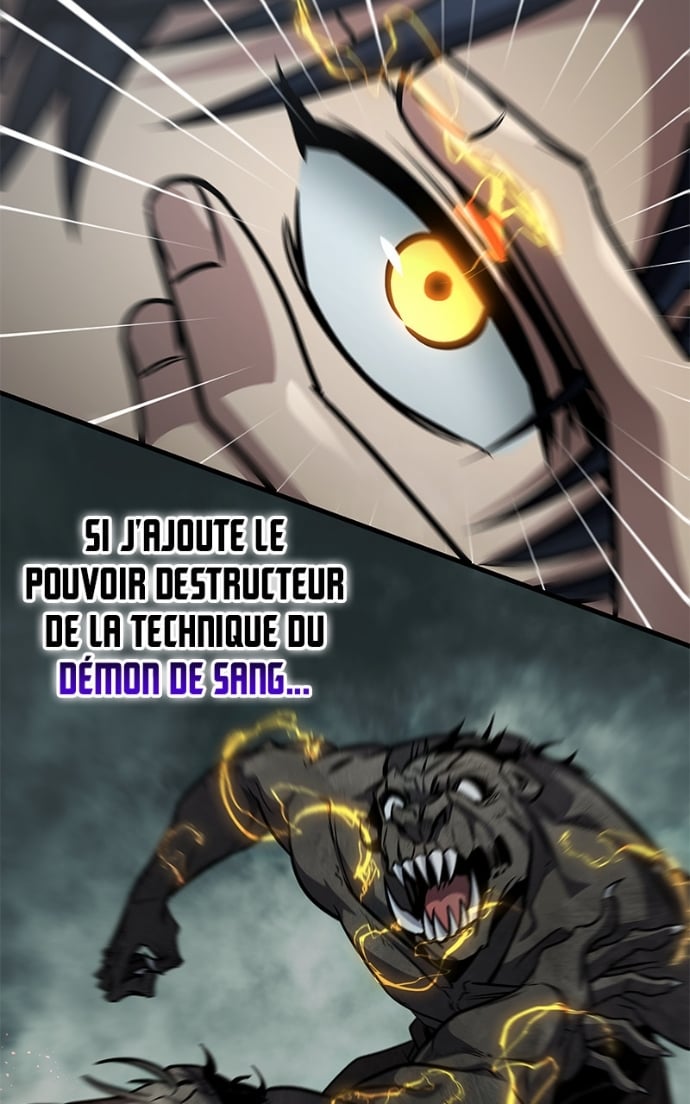 SI J'AJOUTE LE
POUVOIR DESTRUCTEUR
DE LA TECHNIQUE DU
DÉMON DE SANG...